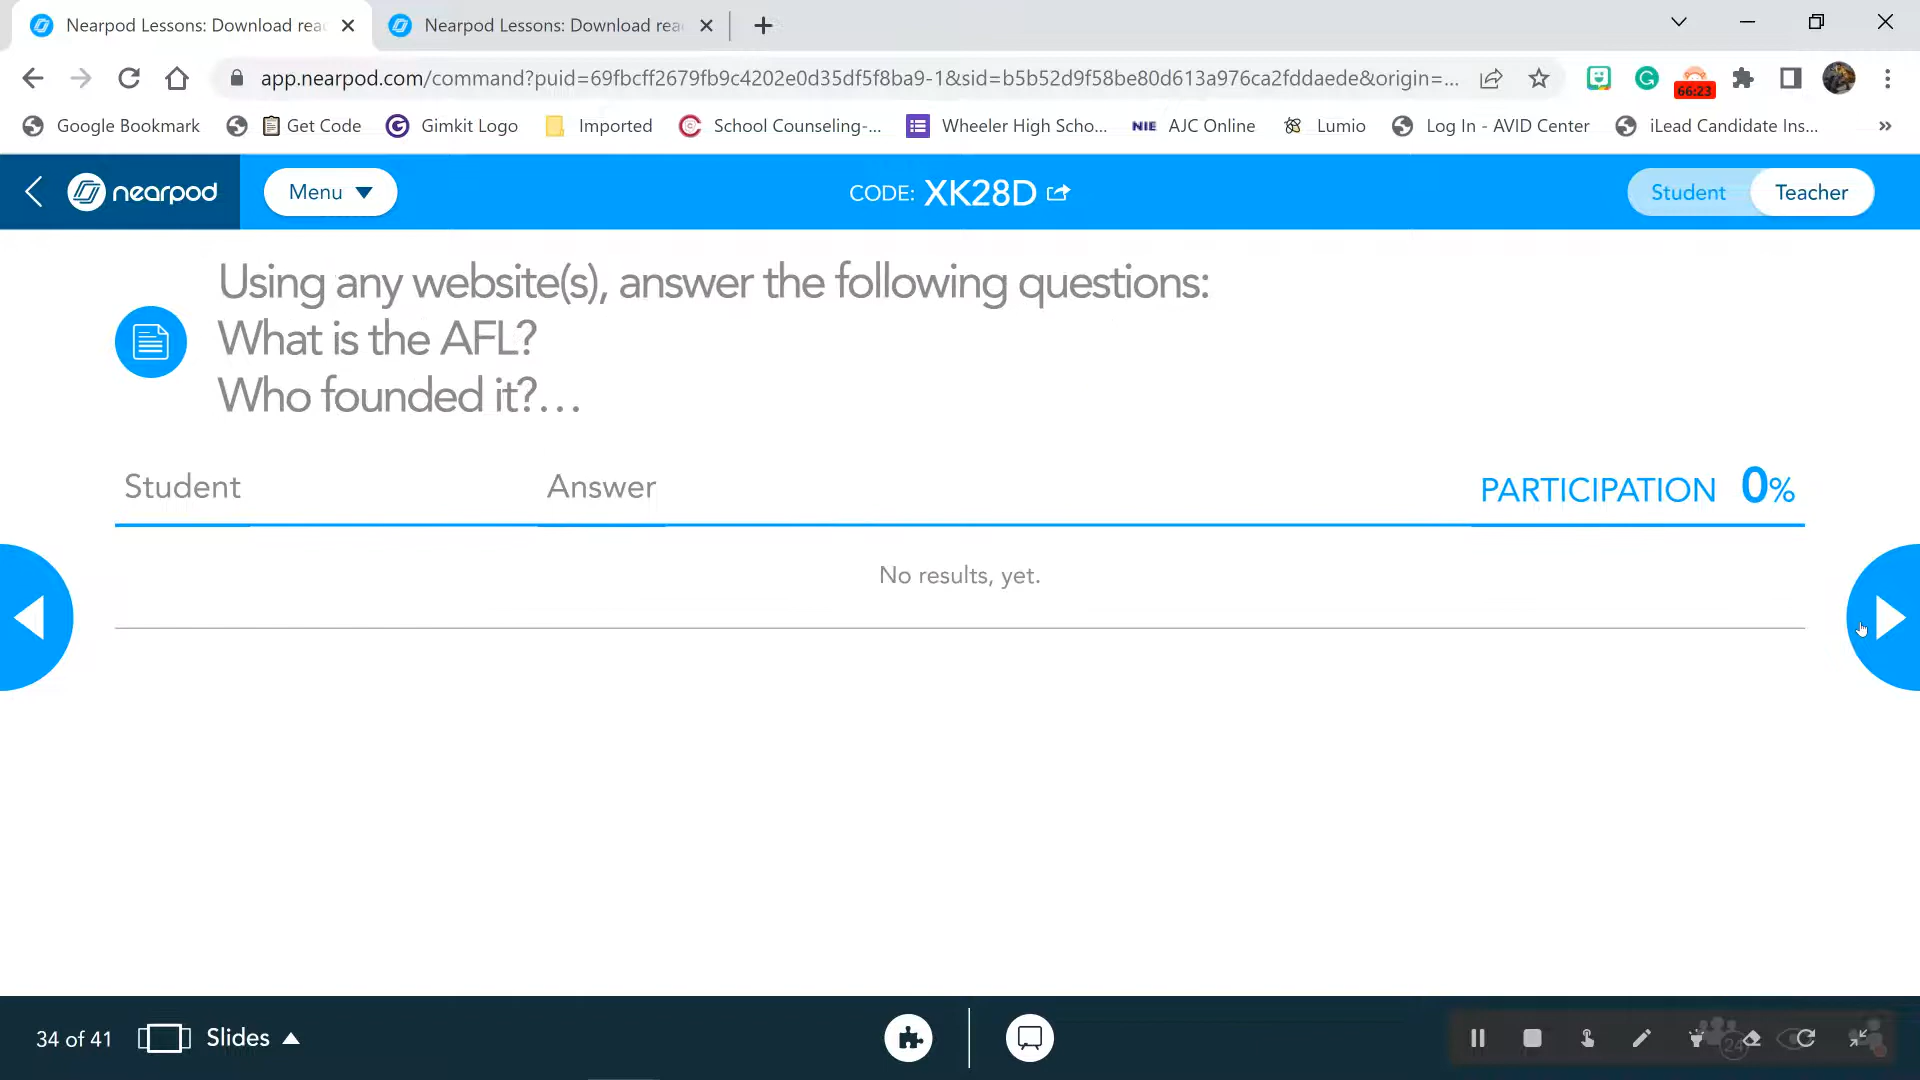 Nearpod Lessons: Download rea
Nearpod Lessons: Download rea
app.nearpod.com/command?puid=69fbcff2679fb9c4202e0d35df5f8ba9-1&sid=b5b52d9f58be80d613a976ca2fddaede&origin=...
66:23
Google Bookmark
Get Code
Gimkit Logo
Imported
School Counseling-...
Wheeler High Scho...
NIE AJC Online
Lumio
Log In - AVID Center
iLead Candidate Ins...
»
nearpod
Menu
CODE: XK28D
Student
Teacher
Using any website(s), answer the following questions:
What is the AFL?
Who founded it?...
Student
Answer
PARTICIPATION 0%
No results, yet.
34 of 41
Slides
24